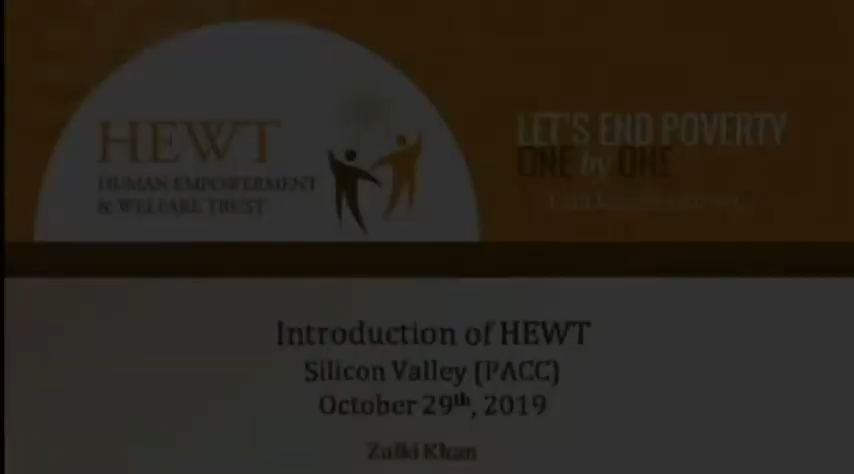 HEWT
HUMAN EMPOWERMENT
& WELFARE TRUST
LET'S END POVERTY
ONE by ONE
Introduction of HEWT
Silicon Valley (PACC)
October 29th, 2019
Zulki Khan